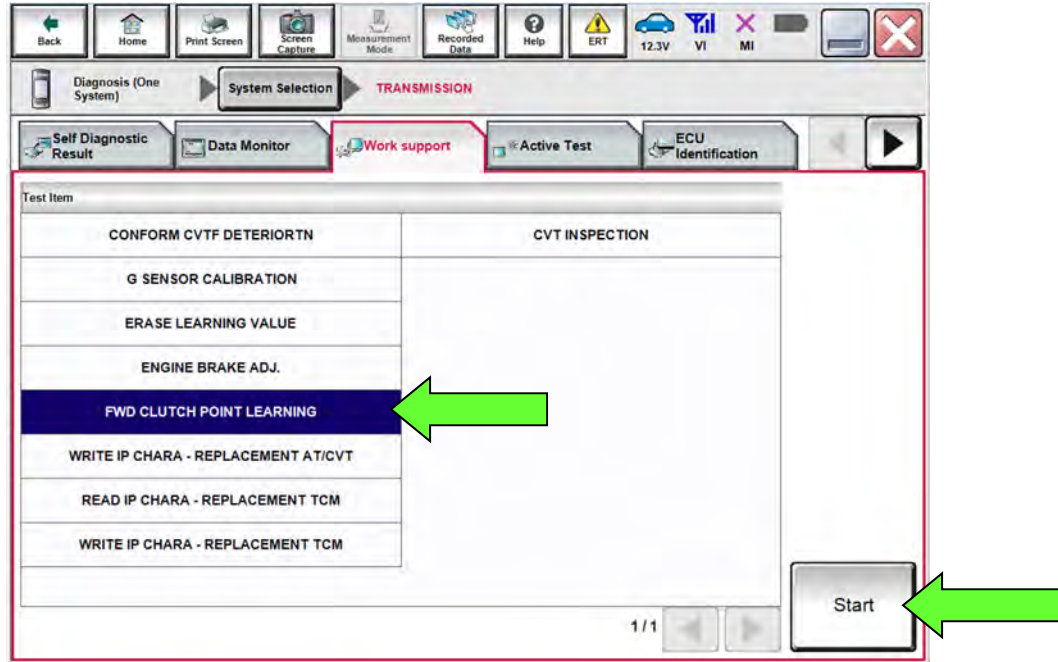 Back
Home
Print Screen
Screen
Capture
Measurement
Mode
Recorded
Data
Help
ERT
12.3V
VI
MI
Diagnosis (One
System)
System Selection
TRANSMISSION
Self Diagnostic
Result
Data Monitor
Work support
Active Test
ECU
Identification
Test Item
CONFORM CVTF DETERIORTN
CVT INSPECTION
G SENSOR CALIBRATION
ERASE LEARNING VALUE
ENGINE BRAKE ADJ.
FWD CLUTCH POINT LEARNING
WRITE IP CHARA - REPLACEMENT AT/CVT
READ IP CHARA - REPLACEMENT TCM
WRITE IP CHARA - REPLACEMENT TCM
1/1
Start